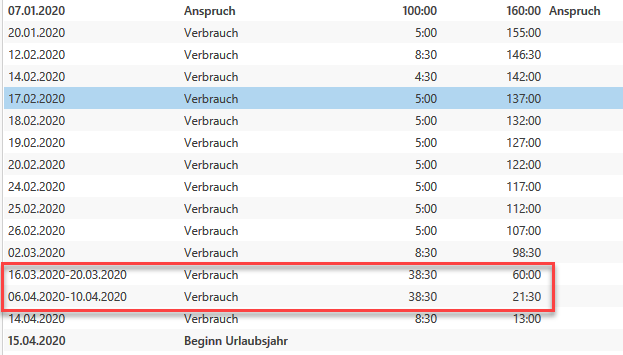 07.01.2020 Anspruch 100:00 160:00 Anspruch
20.01.2020 Verbrauch 5:00 155:00
12.02.2020 Verbrauch 8:30 146:30
14.02.2020 Verbrauch 4:30 142:00
17.02.2020 Verbrauch 5:00 137:00
18.02.2020 Verbrauch 5:00 132:00
19.02.2020 Verbrauch 5:00 127:00
20.02.2020 Verbrauch 5:00 122:00
24.02.2020 Verbrauch 5:00 117:00
25.02.2020 Verbrauch 5:00 112:00
26.02.2020 Verbrauch 5:00 107:00
02.03.2020 Verbrauch 8:30 98:30
16.03.2020-20.03.2020 Verbrauch 38:30 60:00
06.04.2020-10.04.2020 Verbrauch 38:30 21:30
14.04.2020 Verbrauch 8:30 13:00
15.04.2020 Beginn Urlaubsjahr